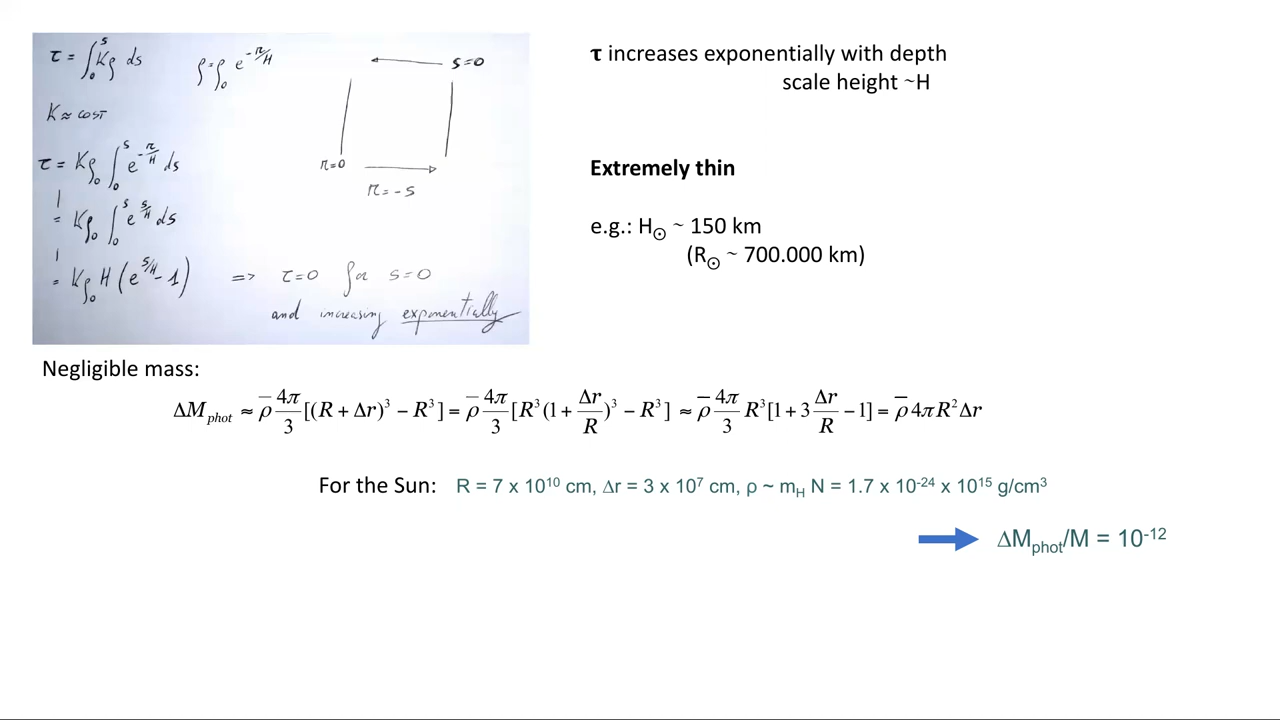 τ = ∫₀ˢ Kρ ds
ρ = ρ₀ e^(-r/H)
s=0
K ≈ cost
τ = Kρ₀ ∫₀ˢ e^(-r/H) ds
r=0
r = -s
= Kρ₀ ∫₀ˢ e^(s/H) ds
= Kρ₀ H (e^(s/H) - 1) => τ=0 for s=0
and increasing exponentially
τ increases exponentially with depth
scale height ~H
Extremely thin
e.g.: H☉ ~ 150 km
(R☉ ~ 700.000 km)
Negligible mass:
ΔM_phot ≈ ρ̄ 4π/3 [(R + Δr)³ − R³] = ρ̄ 4π/3 [R³(1 + Δr/R)³ − R³] ≈ ρ̄ 4π/3 R³[1 + 3 Δr/R − 1] = ρ̄ 4πR²Δr
For the Sun: R = 7 x 10¹⁰ cm, Δr = 3 x 10⁷ cm, ρ ~ m_H N = 1.7 x 10⁻²⁴ x 10¹⁵ g/cm³
ΔM_phot/M = 10⁻¹²